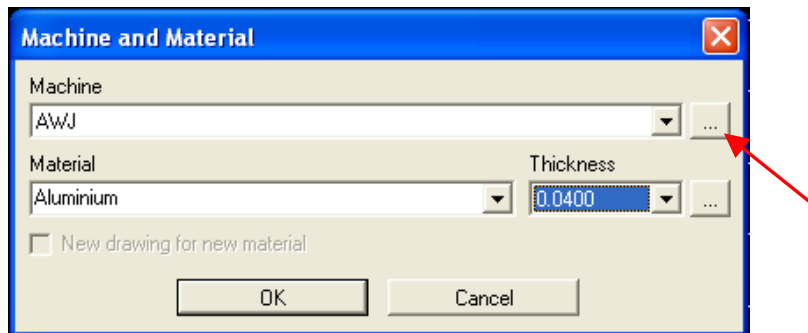 Machine and Material
Machine
AWJ
...
Material Thickness
Aluminium 0.0400 ...
New drawing for new material
OK Cancel